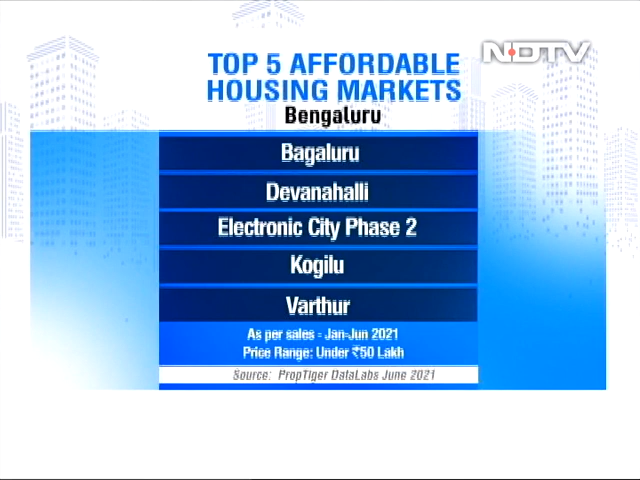 NDTV
TOP 5 AFFORDABLE
HOUSING MARKETS
Bengaluru
Bagaluru
Devanahalli
Electronic City Phase 2
Kogilu
Varthur
As per sales - Jan-Jun 2021
Price Range: Under ₹50 Lakh
Source: PropTiger DataLabs June 2021